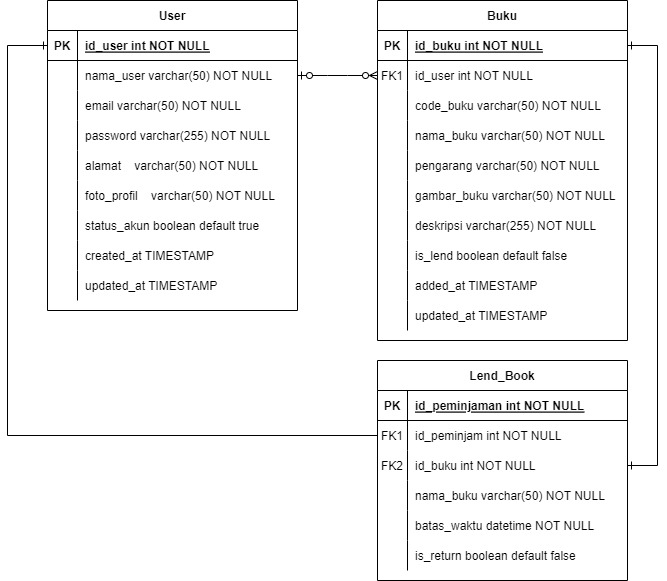 User
PK id_user int NOT NULL
nama_user varchar(50) NOT NULL
email varchar(50) NOT NULL
password varchar(255) NOT NULL
alamat    varchar(50) NOT NULL
foto_profil    varchar(50) NOT NULL
status_akun boolean default true
created_at TIMESTAMP
updated_at TIMESTAMP
Buku
PK id_buku int NOT NULL
FK1 id_user int NOT NULL
code_buku varchar(50) NOT NULL
nama_buku varchar(50) NOT NULL
pengarang varchar(50) NOT NULL
gambar_buku varchar(50) NOT NULL
deskripsi varchar(255) NOT NULL
is_lend boolean default false
added_at TIMESTAMP
updated_at TIMESTAMP
Lend_Book
PK id_peminjaman int NOT NULL
FK1 id_peminjam int NOT NULL
FK2 id_buku int NOT NULL
nama_buku varchar(50) NOT NULL
batas_waktu datetime NOT NULL
is_return boolean default false